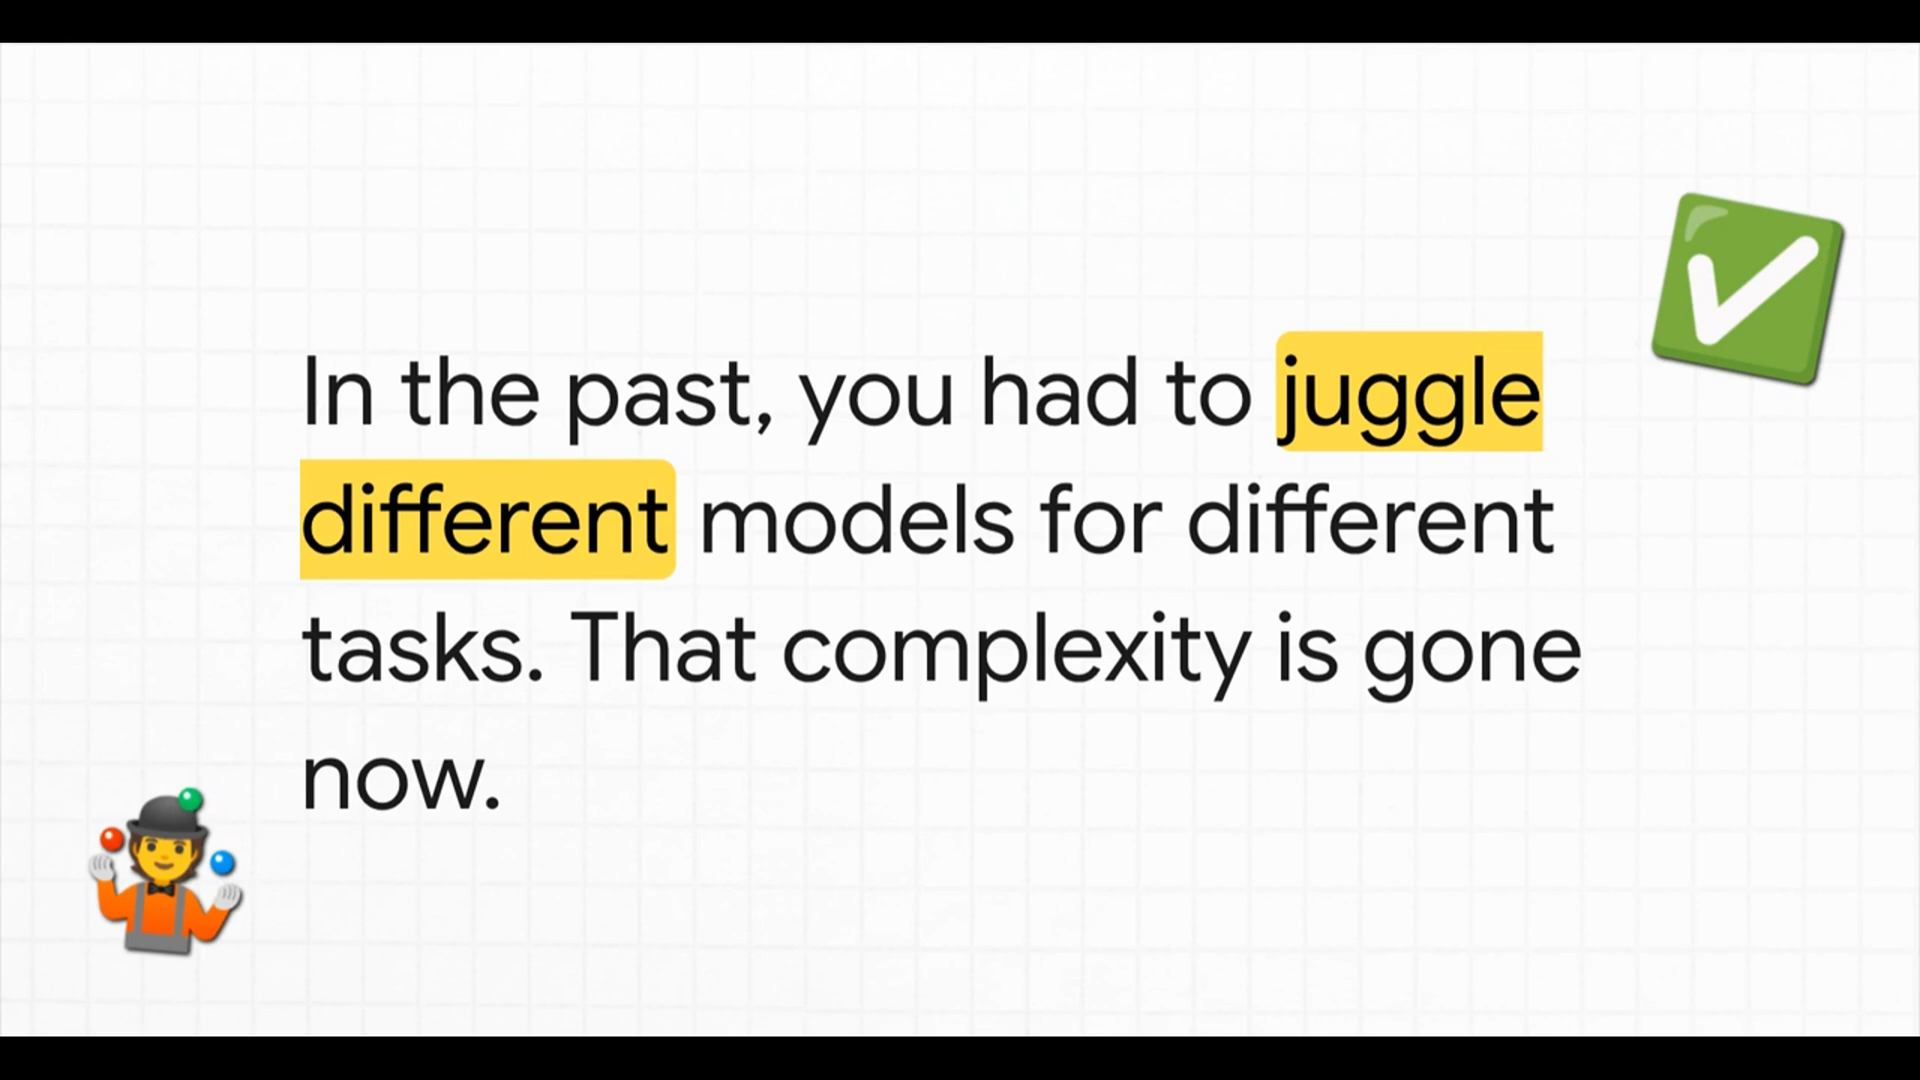 In the past, you had to juggle
different models for different
tasks. That complexity is gone
now.